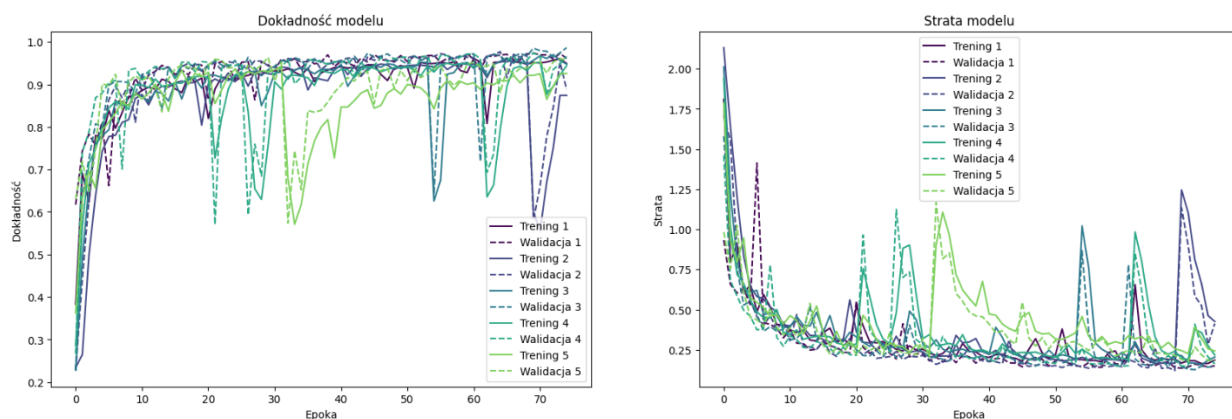 Dokładność modelu
1.0
0.9
0.8
0.7
0.6
0.5
0.4
0.3
0.2
Dokładność
0 10 20 30 40 50 60 70
Epoka
Trening 1
Walidacja 1
Trening 2
Walidacja 2
Trening 3
Walidacja 3
Trening 4
Walidacja 4
Trening 5
Walidacja 5
Strata modelu
2.00
1.75
1.50
1.25
1.00
0.75
0.50
0.25
Strata
0 10 20 30 40 50 60 70
Epoka
Trening 1
Walidacja 1
Trening 2
Walidacja 2
Trening 3
Walidacja 3
Trening 4
Walidacja 4
Trening 5
Walidacja 5